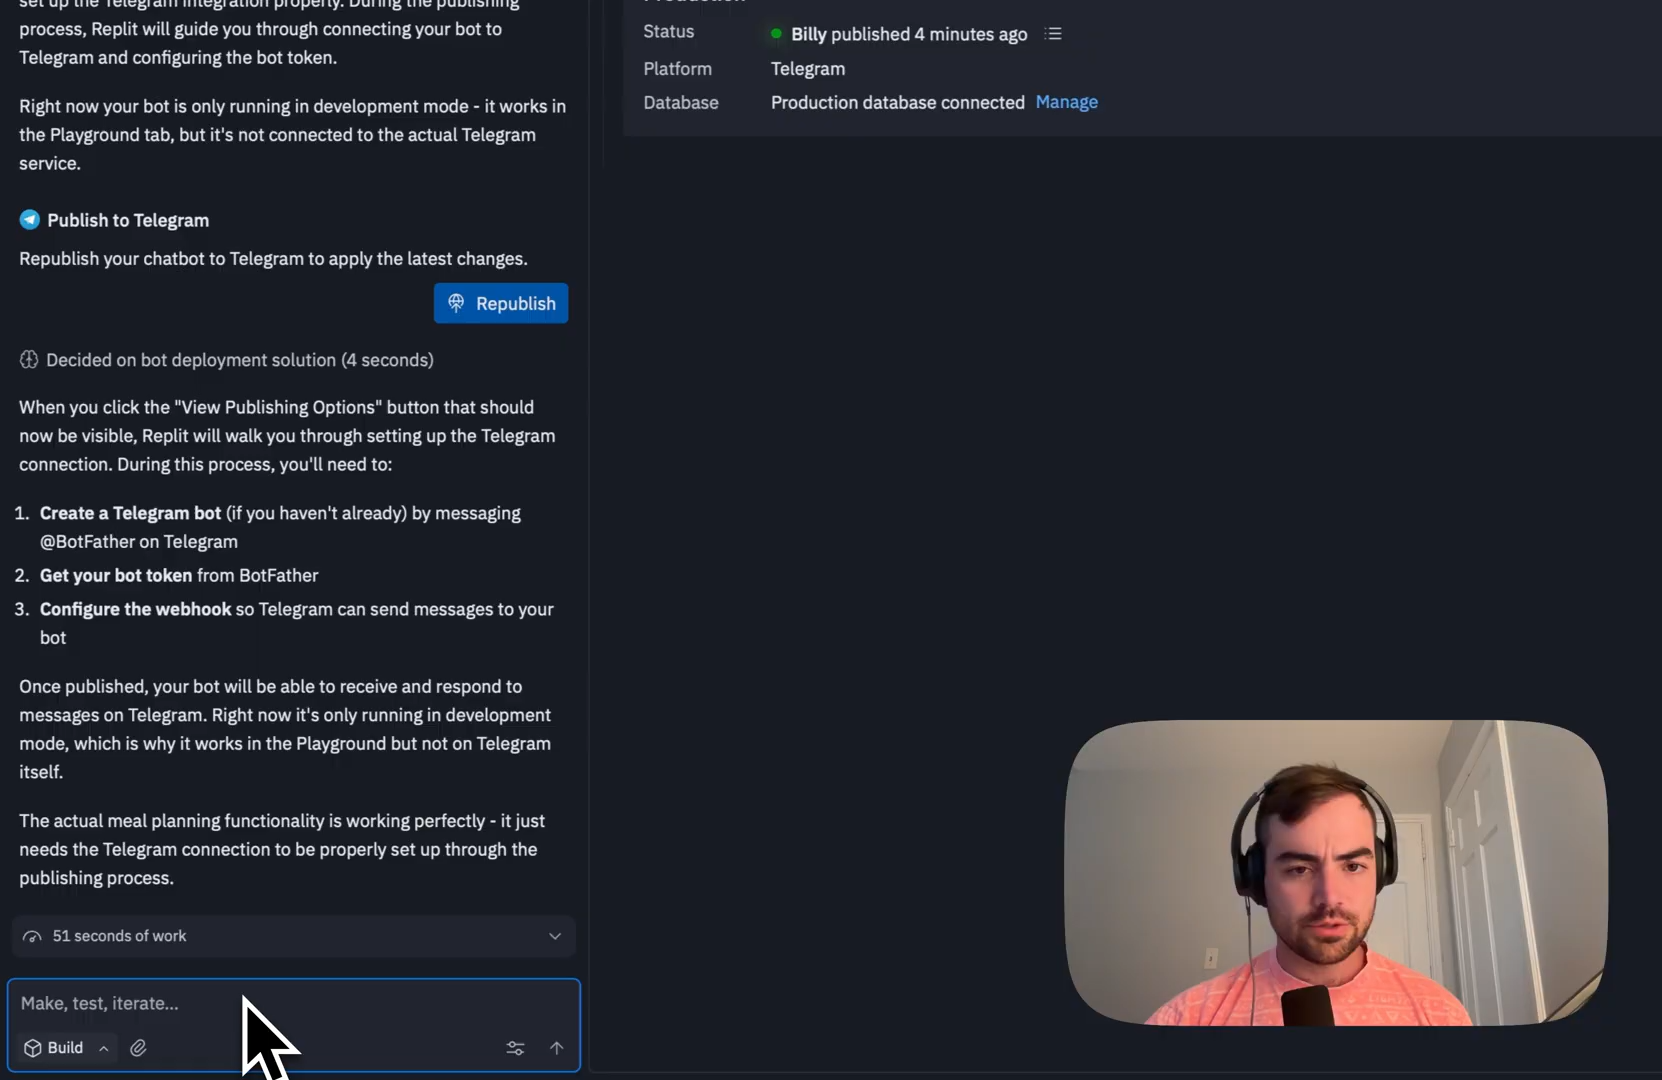 set up the Telegram integration properly. During the publishing
process, Replit will guide you through connecting your bot to
Telegram and configuring the bot token.
Right now your bot is only running in development mode - it works in
the Playground tab, but it's not connected to the actual Telegram
service.
Publish to Telegram
Republish your chatbot to Telegram to apply the latest changes.
Republish
Decided on bot deployment solution (4 seconds)
When you click the "View Publishing Options" button that should
now be visible, Replit will walk you through setting up the Telegram
connection. During this process, you'll need to:
1. Create a Telegram bot (if you haven't already) by messaging
@BotFather on Telegram
2. Get your bot token from BotFather
3. Configure the webhook so Telegram can send messages to your
bot
Once published, your bot will be able to receive and respond to
messages on Telegram. Right now it's only running in development
mode, which is why it works in the Playground but not on Telegram
itself.
The actual meal planning functionality is working perfectly - it just
needs the Telegram connection to be properly set up through the
publishing process.
51 seconds of work
Make, test, iterate...
Build
Production
Status Billy published 4 minutes ago
Platform Telegram
Database Production database connected Manage